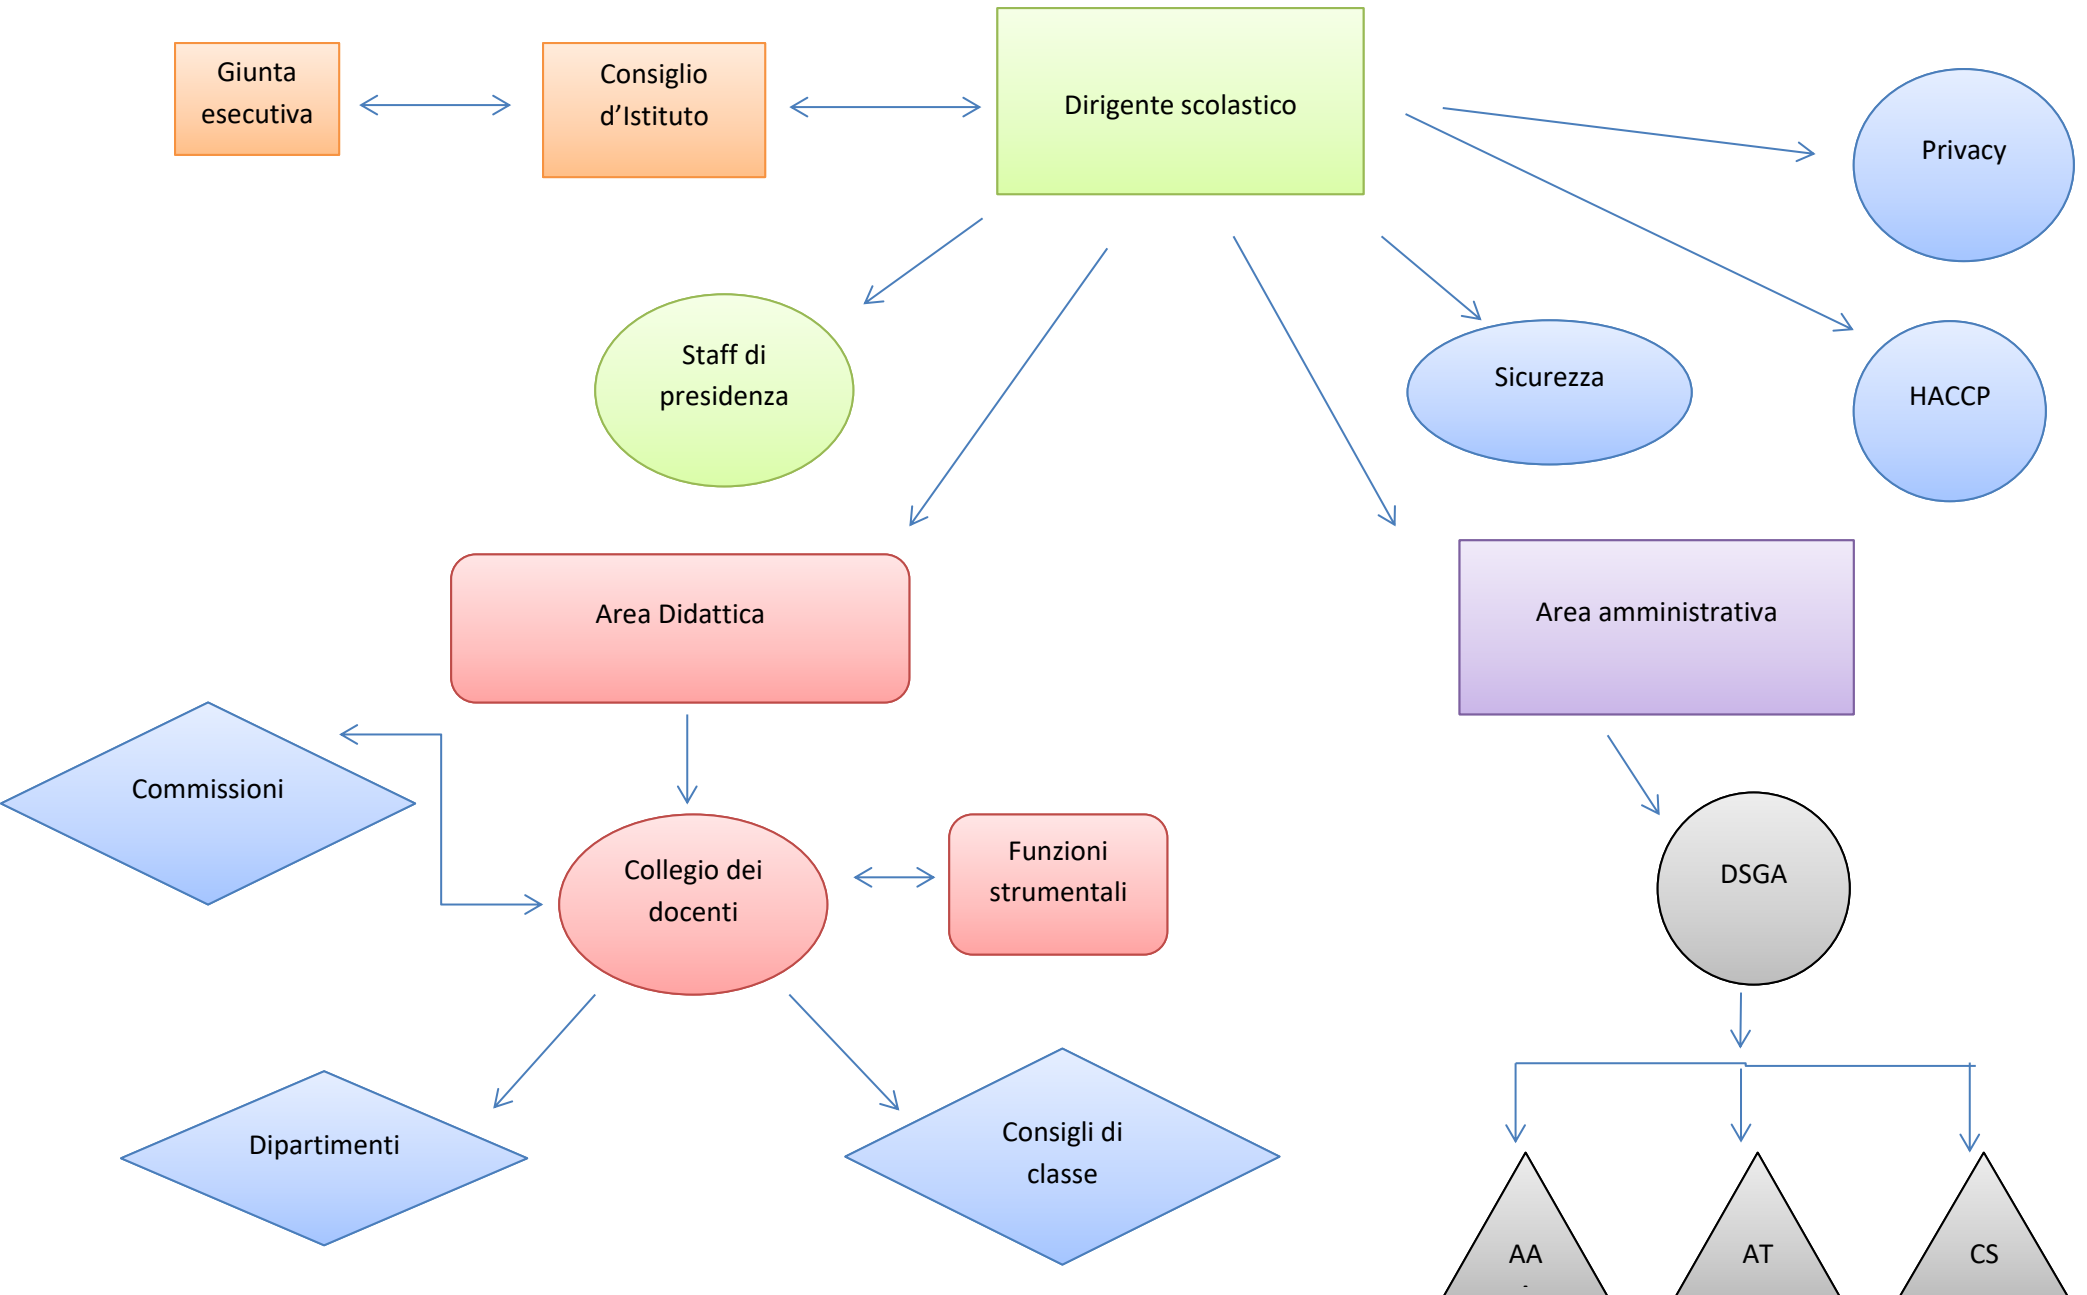 Giunta
esecutiva
Consiglio
d’Istituto
Dirigente scolastico
Privacy
Staff di
presidenza
Sicurezza
HACCP
Area Didattica
Area amministrativa
Commissioni
Collegio dei
docenti
Funzioni
strumentali
DSGA
Dipartimenti
Consigli di
classe
AA
AT
CS